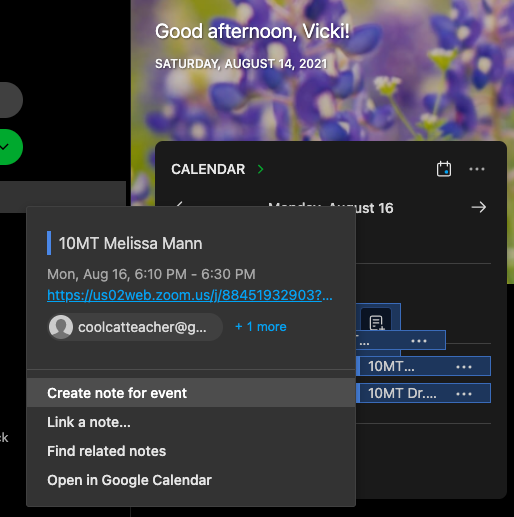 Good afternoon, Vicki!
SATURDAY, AUGUST 14, 2021
CALENDAR
Monday, August 16
10MT Melissa Mann
Mon, Aug 16, 6:10 PM - 6:30 PM
https://us02web.zoom.us/j/88451932903?...
coolcatteacher@g...
+ 1 more
...
10MT...
10MT Dr....
Create note for event
Link a note...
Find related notes
Open in Google Calendar